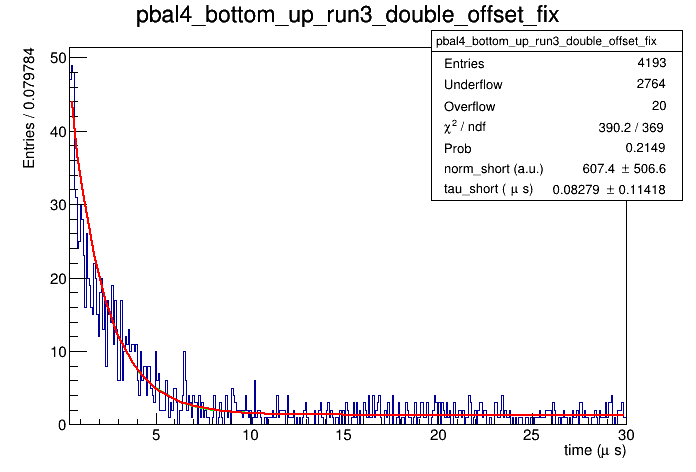 pbal4_bottom_up_run3_double_offset_fix
pbal4_bottom_up_run3_double_offset_fix
Entries 4193
Underflow 2764
Overflow 20
χ² / ndf 390.2 / 369
Prob 0.2149
norm_short (a.u.) 607.4 ± 506.6
tau_short ( μ s) 0.08279 ± 0.11418
Entries / 0.079784
50
40
30
20
10
0
5 10 15 20 25 30
time (μ s)